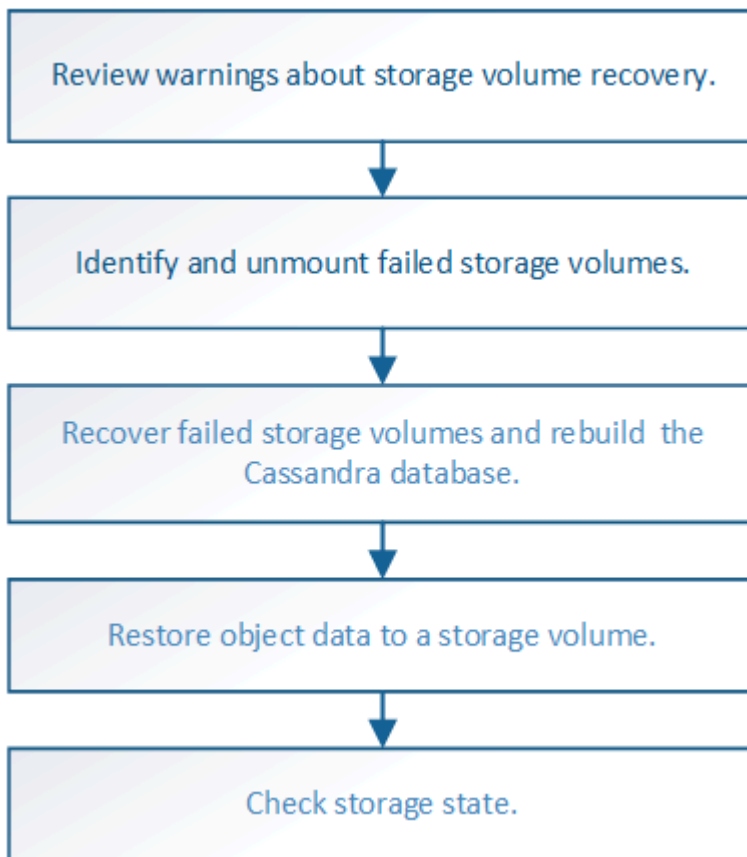 Review warnings about storage volume recovery.
Identify and unmount failed storage volumes.
Recover failed storage volumes and rebuild the
Cassandra database.
Restore object data to a storage volume.
Check storage state.